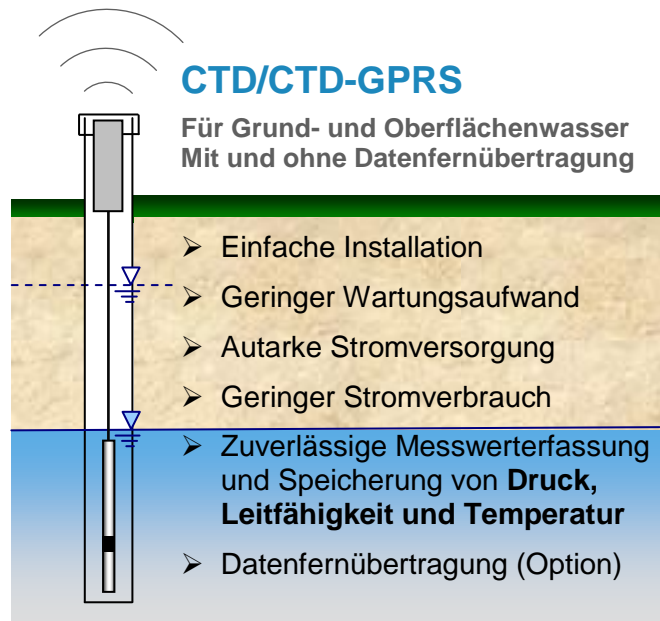 CTD/CTD-GPRS
Für Grund- und Oberflächenwasser
Mit und ohne Datenfernübertragung
➢ Einfache Installation
➢ Geringer Wartungsaufwand
➢ Autarke Stromversorgung
➢ Geringer Stromverbrauch
➢ Zuverlässige Messwerterfassung
und Speicherung von Druck,
Leitfähigkeit und Temperatur
➢ Datenfernübertragung (Option)